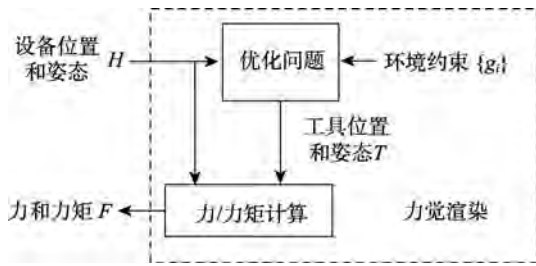 设备位置
和姿态 H
优化问题
环境约束 {gᵢ}
工具位置
和姿态T
力和力矩 F
力/力矩计算
力觉渲染